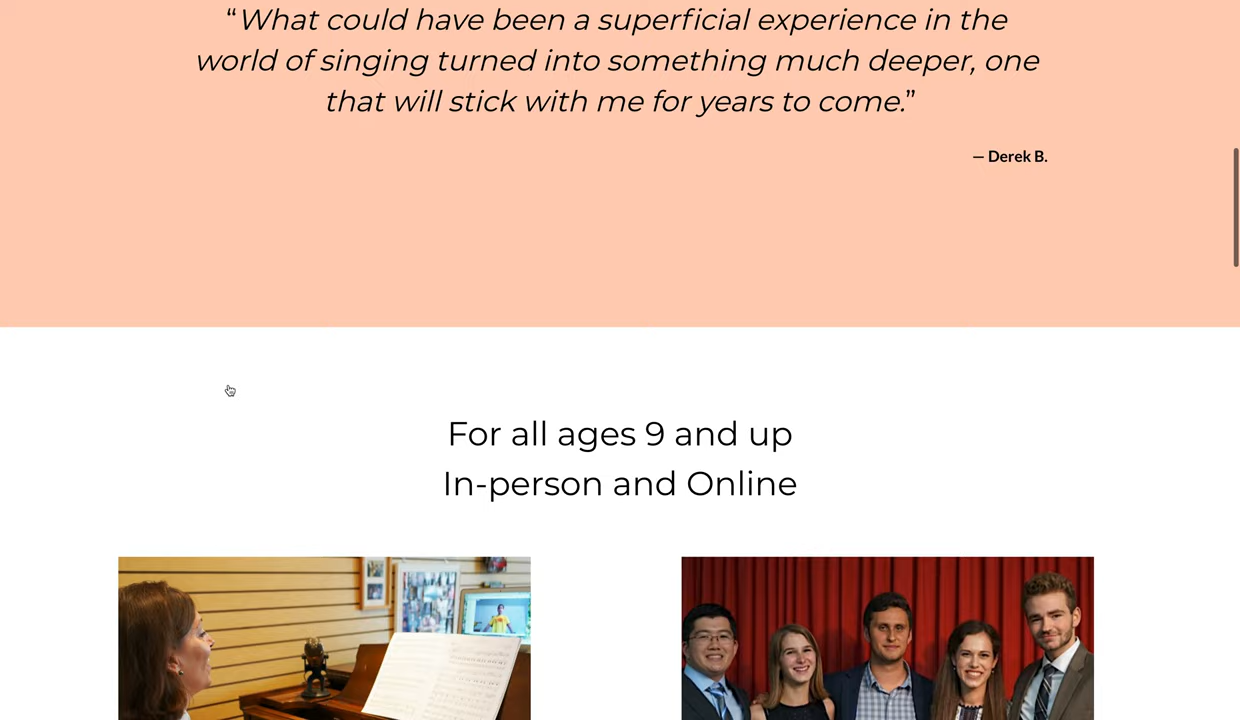 “What could have been a superficial experience in the
world of singing turned into something much deeper, one
that will stick with me for years to come.”
— Derek B.
For all ages 9 and up
In-person and Online